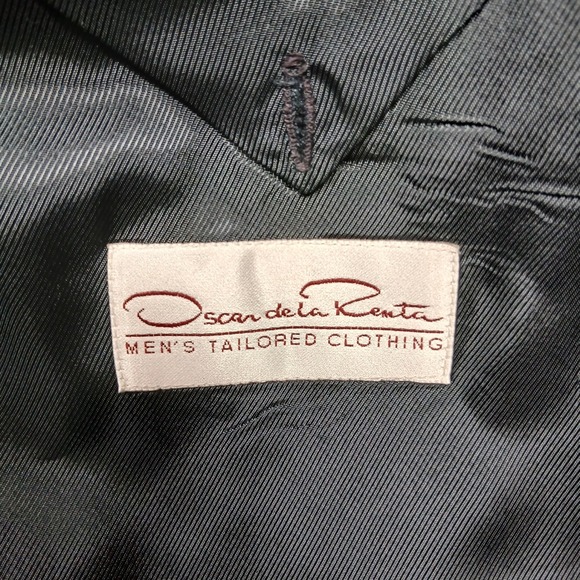 Oscar de la Renta
MEN'S TAILORED CLOTHING